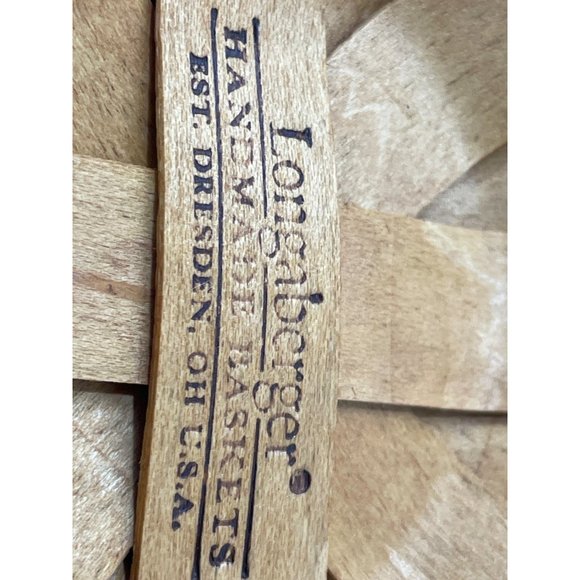 Longaberger®
HANDMADE BASKETS
EST. DRESDEN, OH U.S.A.